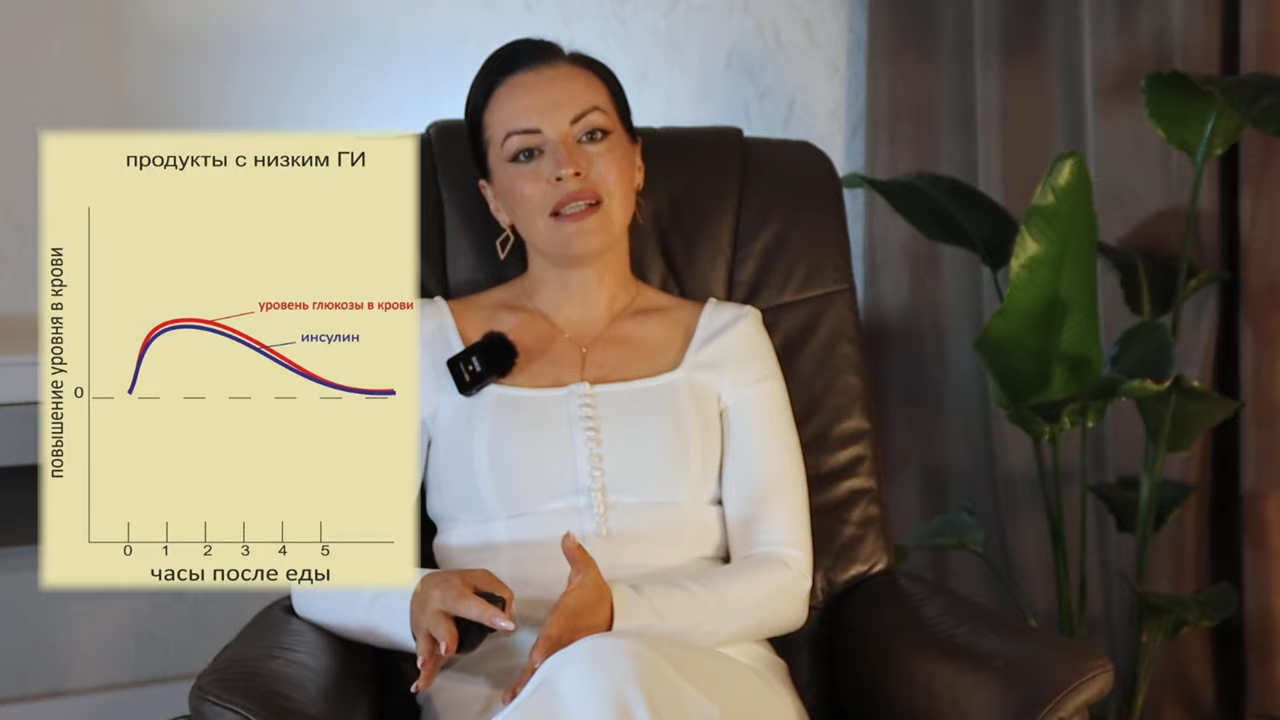 продукты с низким ГИ
повышение уровня в крови
уровень глюкозы в крови
инсулин
0
0 1 2 3 4 5
часы после еды